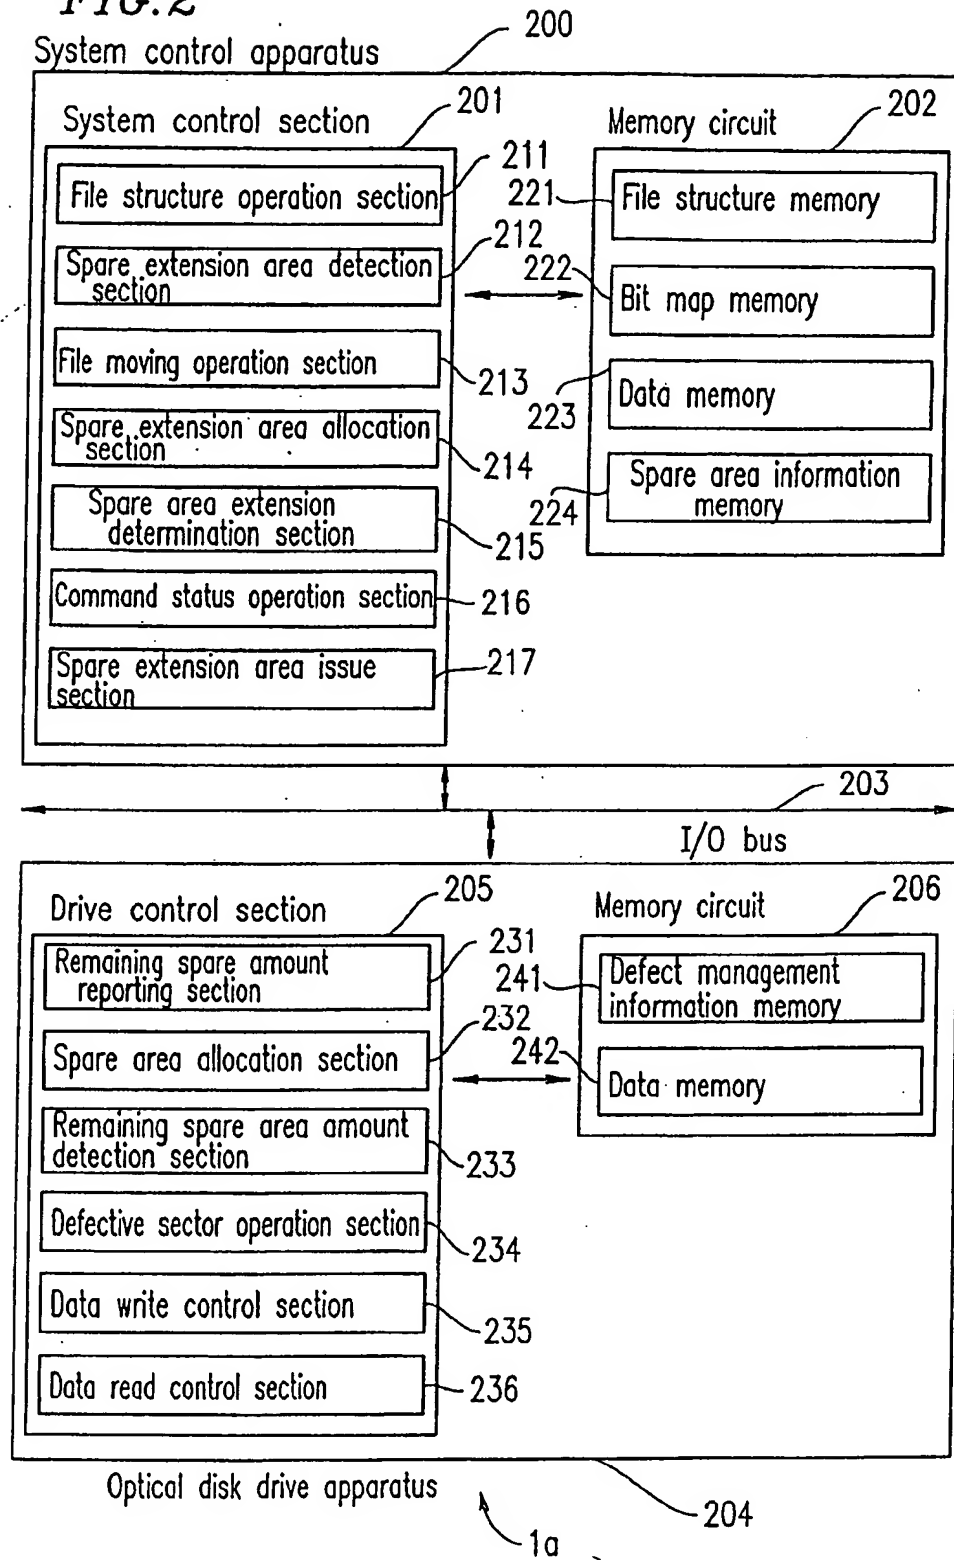 FIG. 2
200
System control apparatus
System control section
201
Memory circuit
202
File structure operation section
211
221
File structure memory
Spare extension area detection
section
212
222
Bit map memory
File moving operation section
213
223
Data memory
Spare extension area allocation
section
214
224
Spare area information
memory
Spare area extension
determination section
215
Command status operation section
216
Spare extension area issue
section
217
203
I/O bus
Drive control section
205
Memory circuit
206
Remaining spare amount
reporting section
231
241
Defect management
information memory
Spare area allocation section
232
242
Data memory
Remaining spare area amount
detection section
233
Defective sector operation section
234
Data write control section
235
Data read control section
236
Optical disk drive apparatus
204
1a